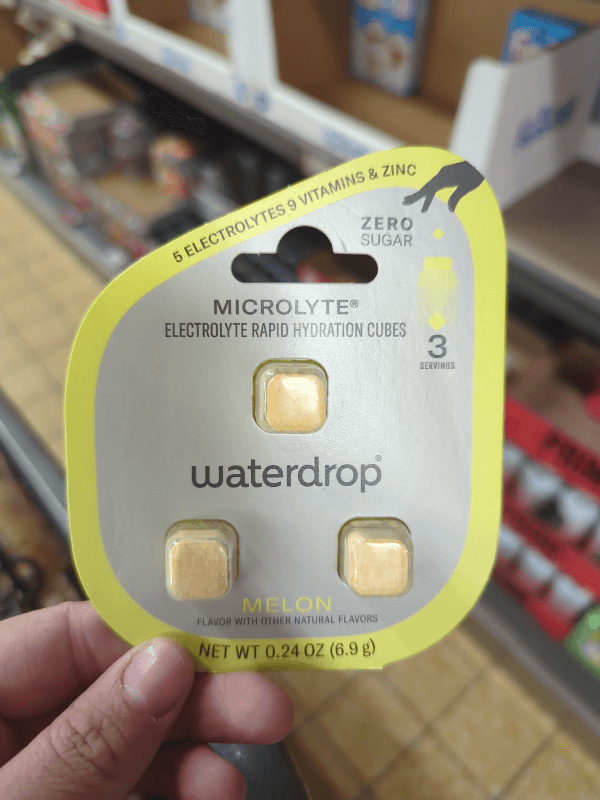 5 ELECTROLYTES 9 VITAMINS & ZINC
ZERO
SUGAR
MICROLYTE®
ELECTROLYTE RAPID HYDRATION CUBES
3
SERVINGS
waterdrop®
MELON
FLAVOR WITH OTHER NATURAL FLAVORS
NET WT 0.24 OZ (6.9 g)